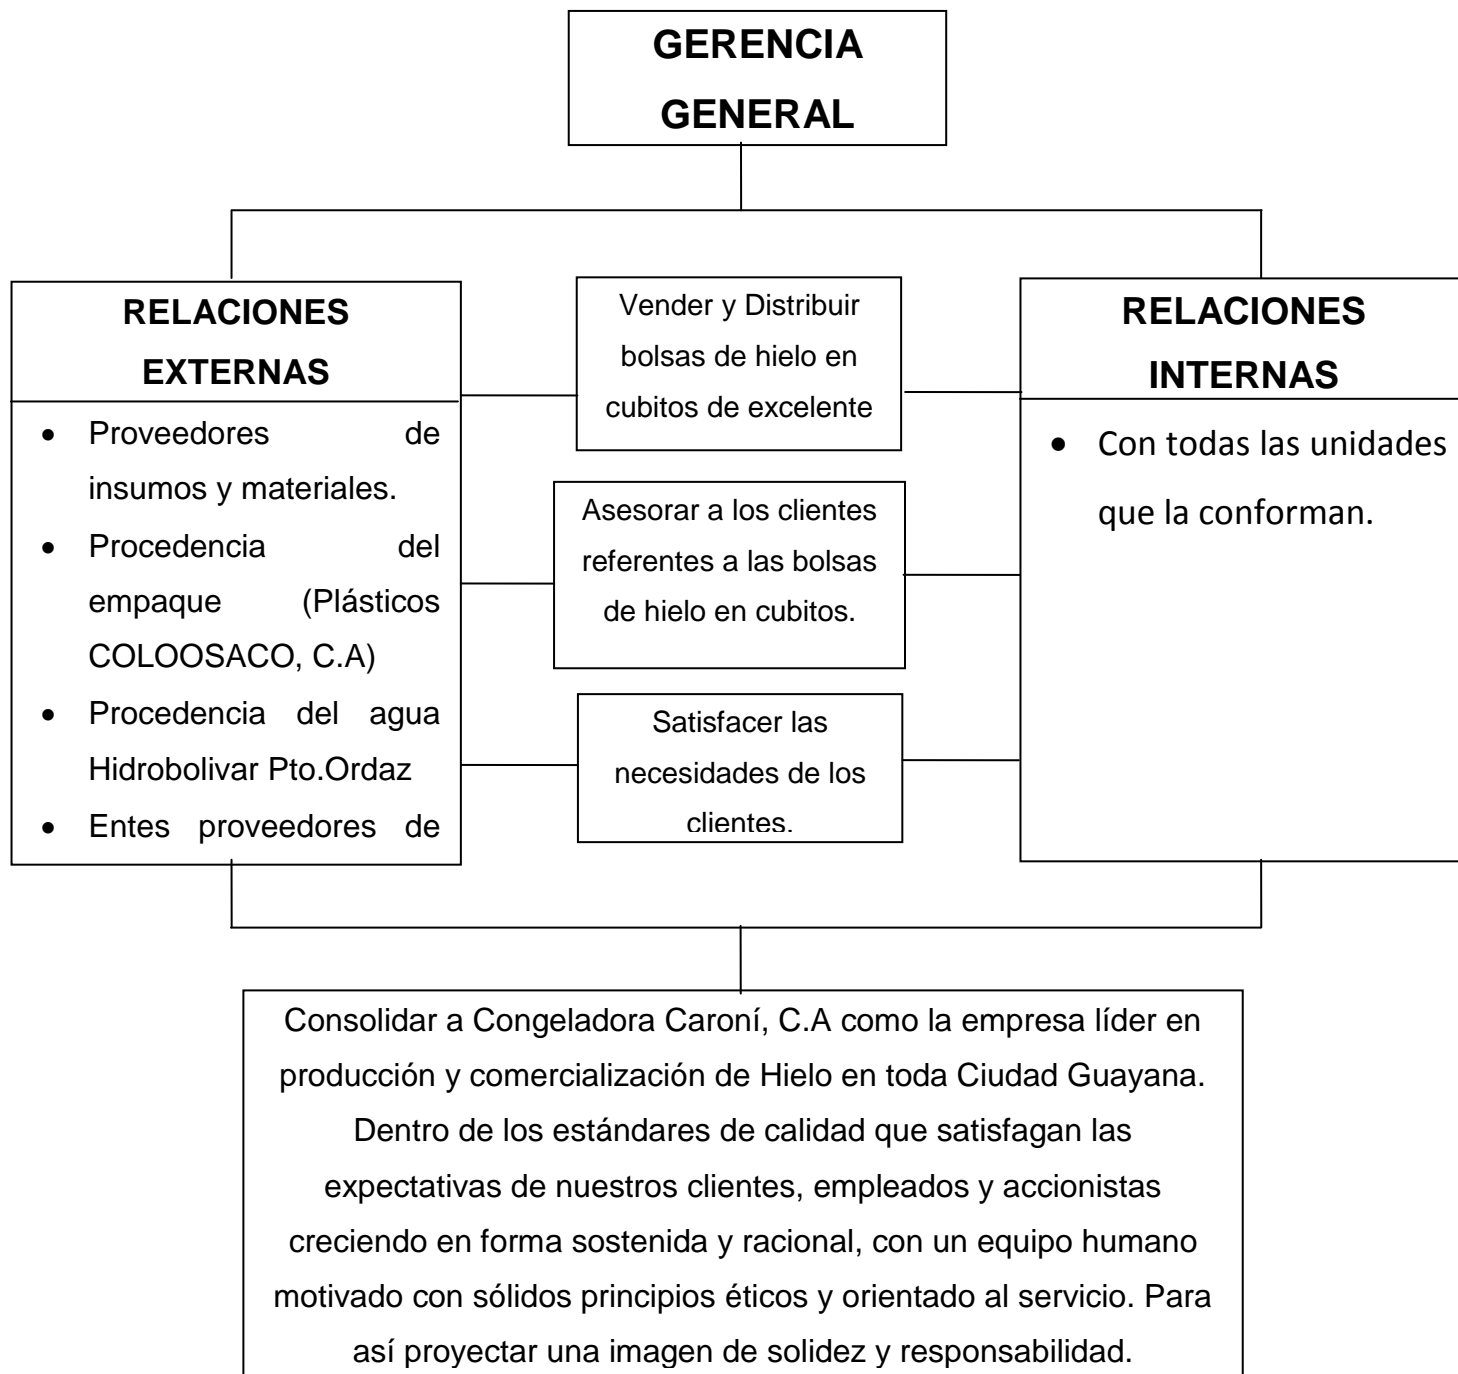 GERENCIA
GENERAL
RELACIONES
EXTERNAS
• Proveedores de
insumos y materiales.
• Procedencia del
empaque (Plásticos
COLOOSACO, C.A)
• Procedencia del agua
Hidrobolivar Pto.Ordaz
• Entes proveedores de
Vender y Distribuir
bolsas de hielo en
cubitos de excelente
Asesorar a los clientes
referentes a las bolsas
de hielo en cubitos.
Satisfacer las
necesidades de los
clientes.
RELACIONES
INTERNAS
• Con todas las unidades
que la conforman.
Consolidar a Congeladora Caroní, C.A como la empresa líder en
producción y comercialización de Hielo en toda Ciudad Guayana.
Dentro de los estándares de calidad que satisfagan las
expectativas de nuestros clientes, empleados y accionistas
creciendo en forma sostenida y racional, con un equipo humano
motivado con sólidos principios éticos y orientado al servicio. Para
así proyectar una imagen de solidez y responsabilidad.